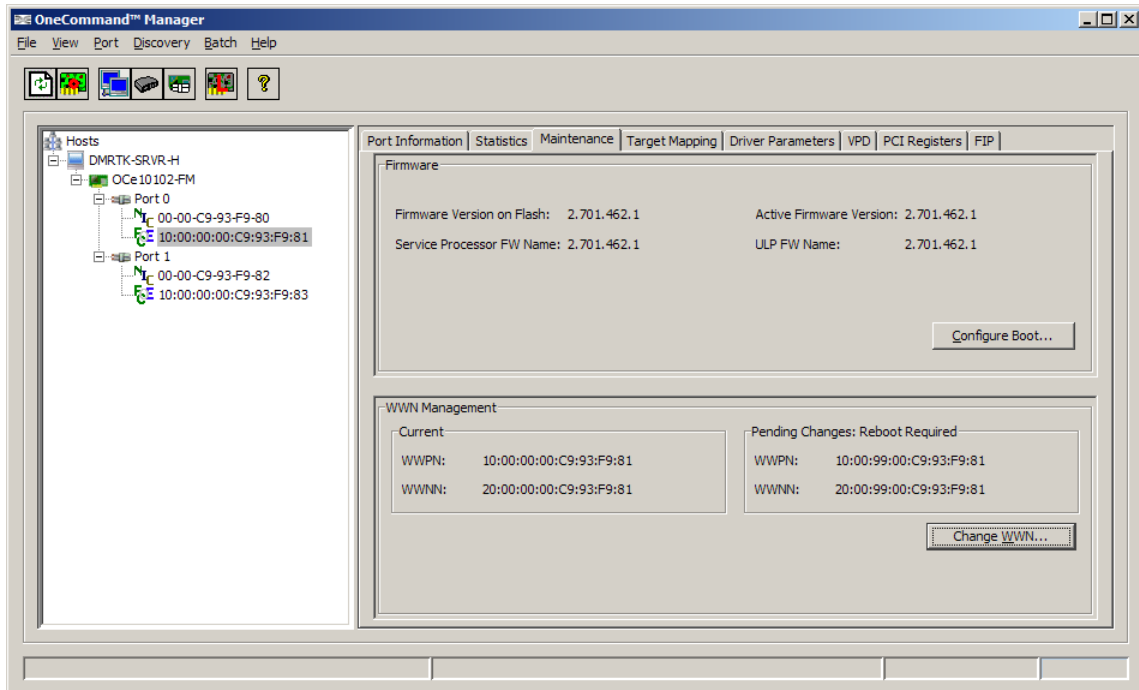 OneCommand™ Manager
File View Port Discovery Batch Help
Hosts
DMRTK-SRVR-H
OCe10102-FM
Port 0
NIC 00-00-C9-93-F9-80
FCoE 10:00:00:00:C9:93:F9:81
Port 1
NIC 00-00-C9-93-F9-82
FCoE 10:00:00:00:C9:93:F9:83
Port Information Statistics Maintenance Target Mapping Driver Parameters VPD PCI Registers FIP
Firmware
Firmware Version on Flash: 2.701.462.1 Active Firmware Version: 2.701.462.1
Service Processor FW Name: 2.701.462.1 ULP FW Name: 2.701.462.1
Configure Boot...
WWN Management
Current
WWPN: 10:00:00:00:C9:93:F9:81
WWNN: 20:00:00:00:C9:93:F9:81
Pending Changes: Reboot Required
WWPN: 10:00:99:00:C9:93:F9:81
WWNN: 20:00:99:00:C9:93:F9:81
Change WWN...